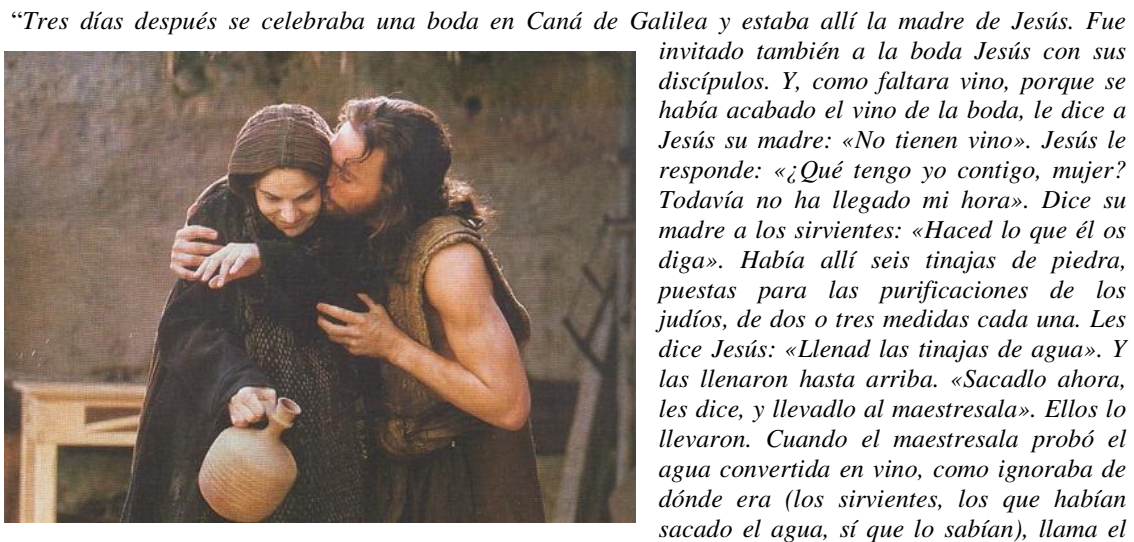 “Tres días después se celebraba una boda en Caná de Galilea y estaba allí la madre de Jesús. Fue
invitado también a la boda Jesús con sus
discípulos. Y, como faltara vino, porque se
había acabado el vino de la boda, le dice a
Jesús su madre: «No tienen vino». Jesús le
responde: «¿Qué tengo yo contigo, mujer?
Todavía no ha llegado mi hora». Dice su
madre a los sirvientes: «Haced lo que él os
diga». Había allí seis tinajas de piedra,
puestas para las purificaciones de los
judíos, de dos o tres medidas cada una. Les
dice Jesús: «Llenad las tinajas de agua». Y
las llenaron hasta arriba. «Sacadlo ahora,
les dice, y llevadlo al maestresala». Ellos lo
llevaron. Cuando el maestresala probó el
agua convertida en vino, como ignoraba de
dónde era (los sirvientes, los que habían
sacado el agua, sí que lo sabían), llama el